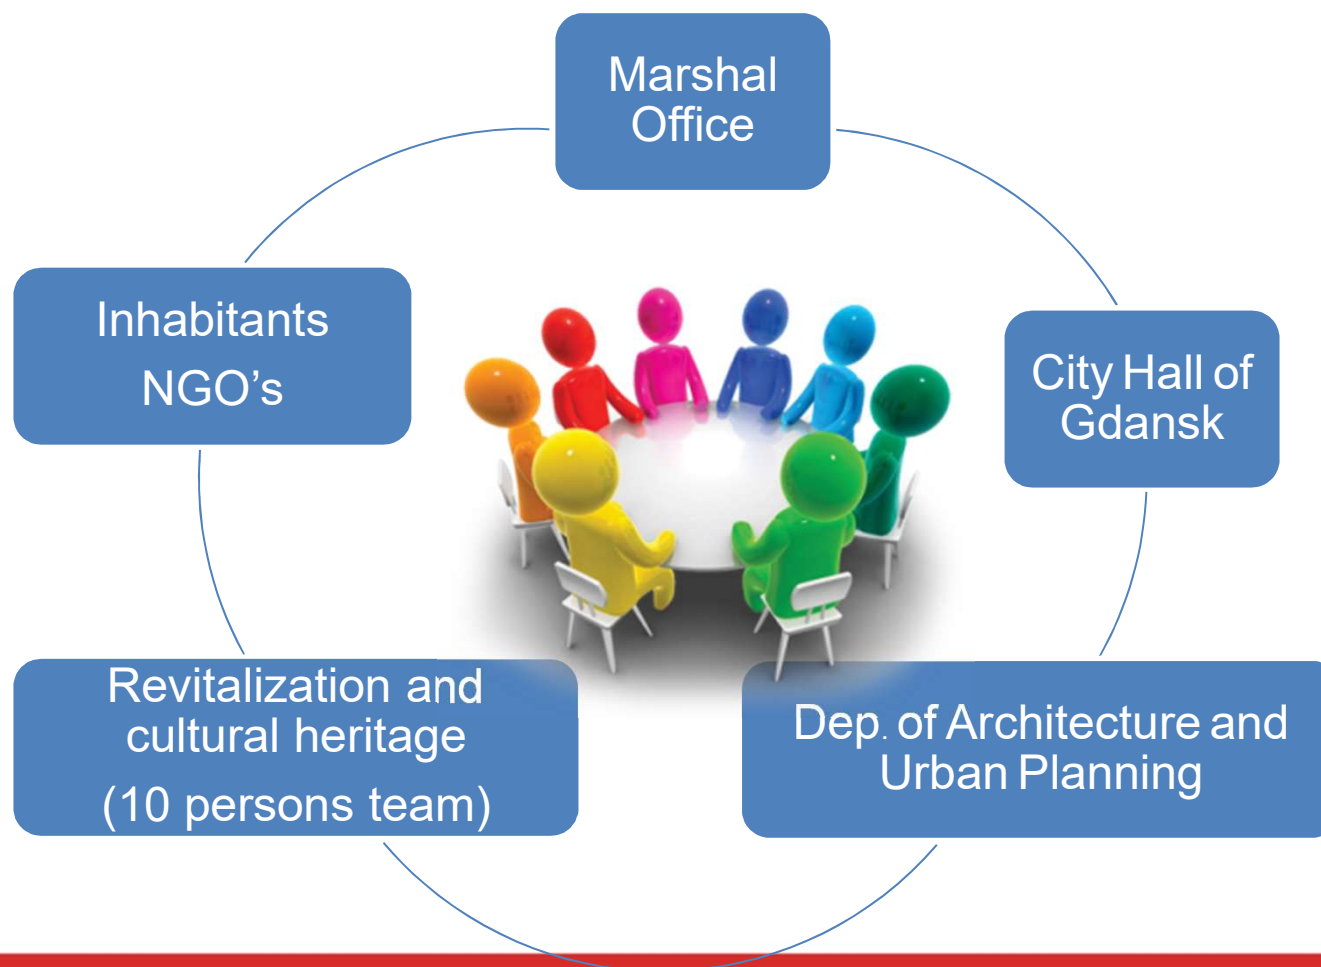 Marshal
Office
Inhabitants
NGO’s
City Hall of
Gdansk
Revitalization and
cultural heritage
(10 persons team)
Dep. of Architecture and
Urban Planning